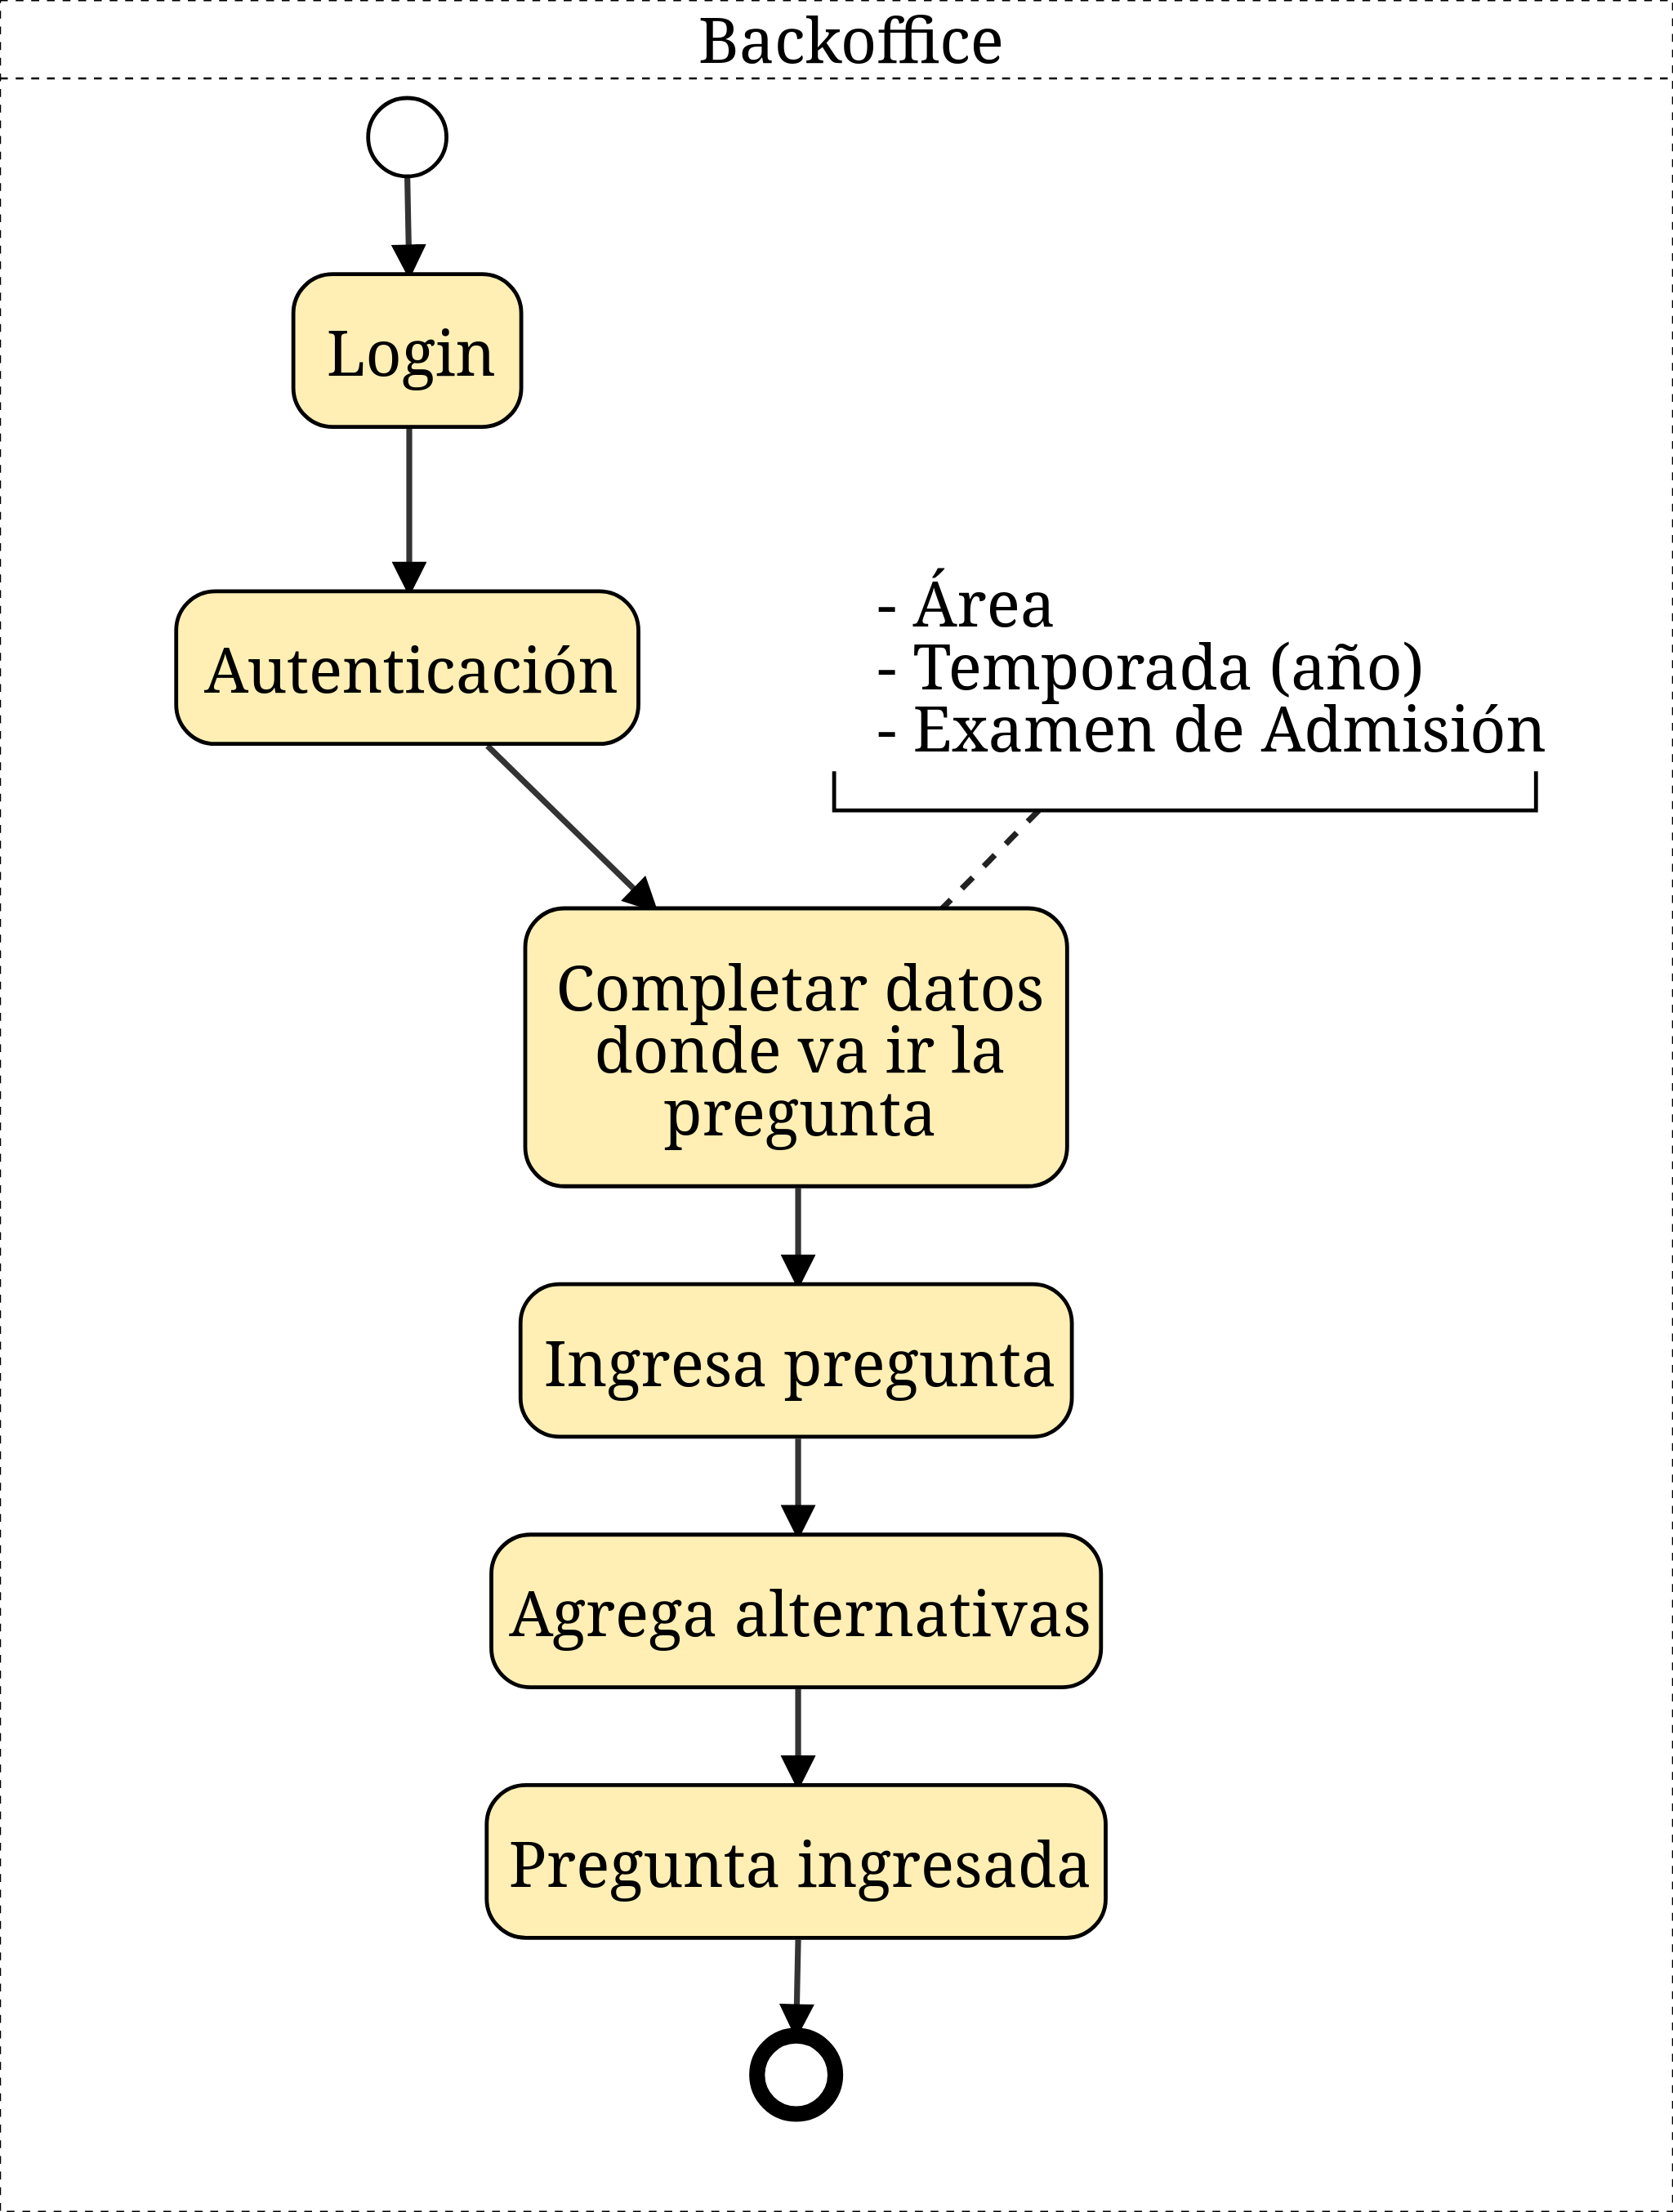 Backoffice
Login
Autenticación
- Área
- Temporada (año)
- Examen de Admisión
Completar datos
donde va ir la
pregunta
Ingresa pregunta
Agrega alternativas
Pregunta ingresada